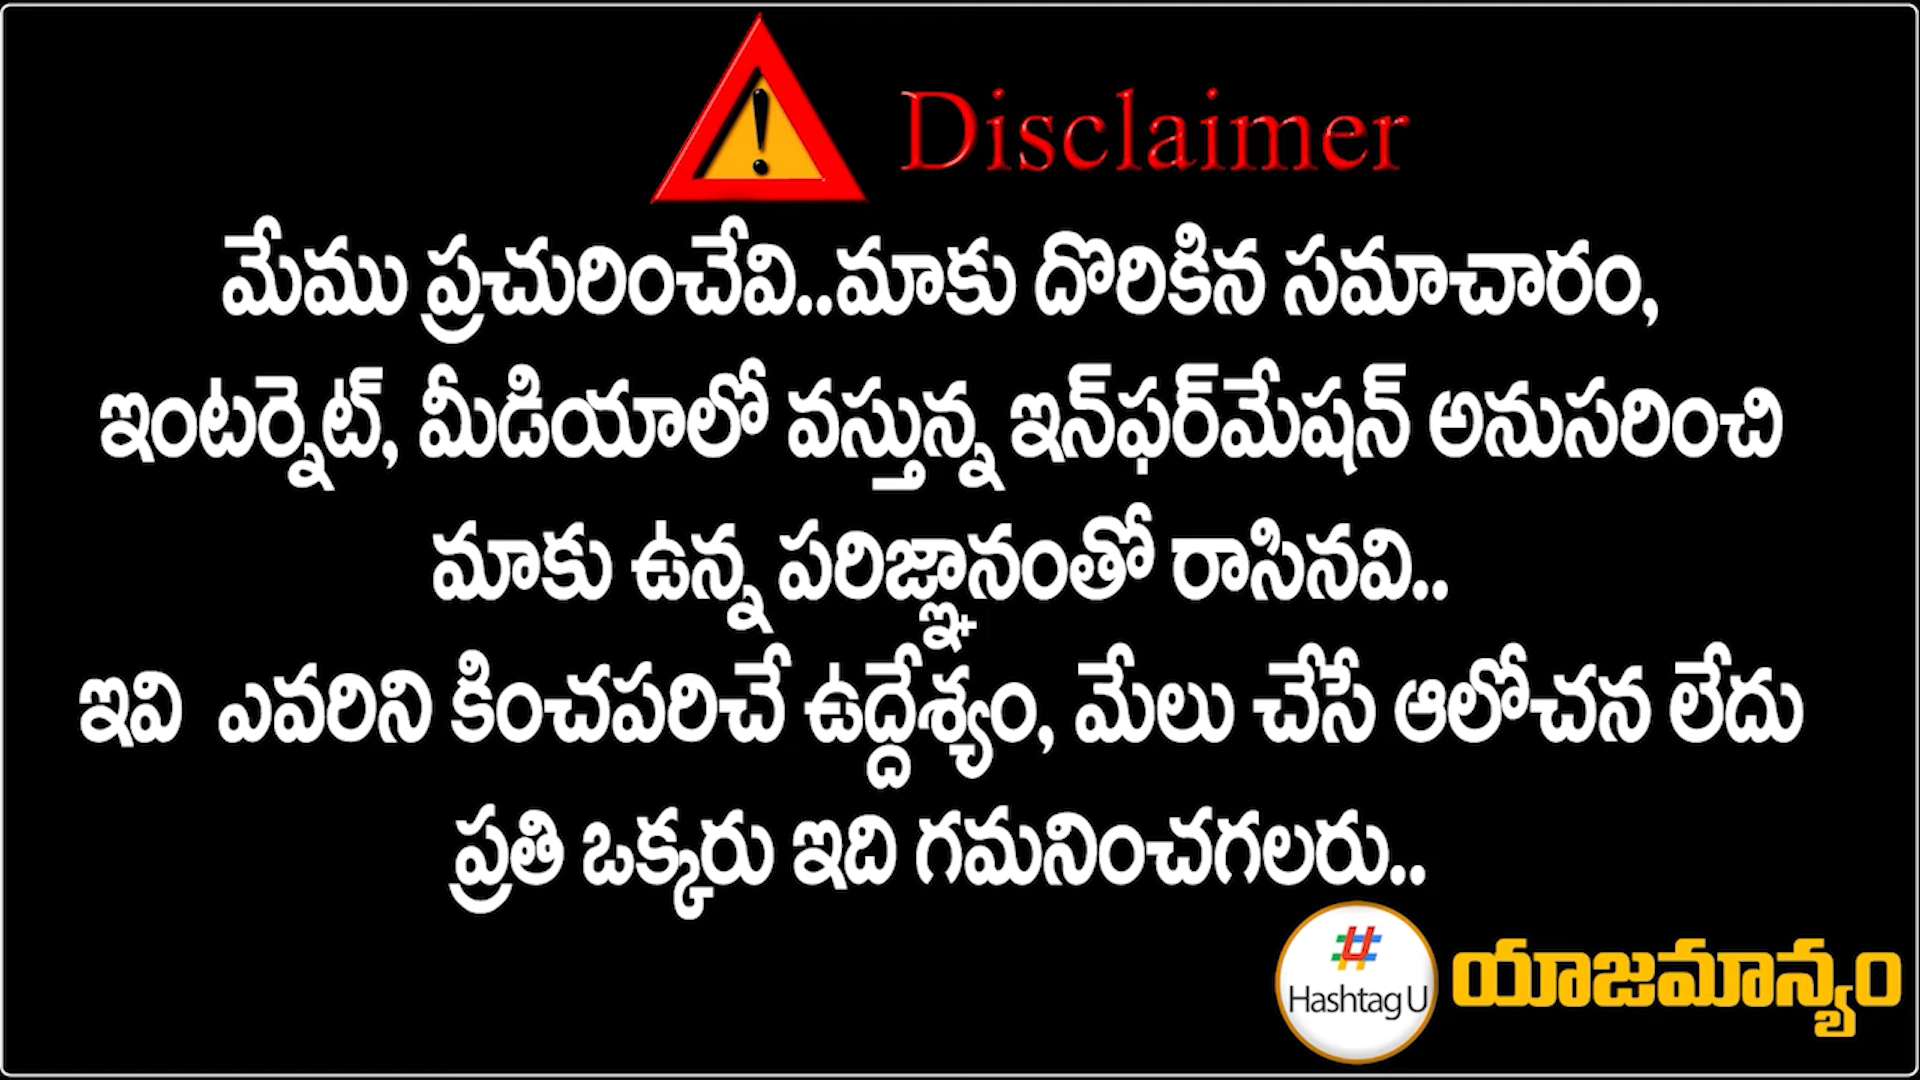 Disclaimer
మేము ప్రచురించేవి..మాకు దొరికిన సమాచారం,
ఇంటర్నెట్, మీడియాలో వస్తున్న ఇన్‌ఫర్‌మేషన్ అనుసరించి
మాకు ఉన్న పరిజ్ఞానంతో రాసినవి..
ఇవి ఎవరిని కించపరిచే ఉద్దేశ్యం, మేలు చేసే ఆలోచన లేదు
ప్రతి ఒక్కరు ఇది గమనించగలరు..
# Hashtag U యాజమాన్యం